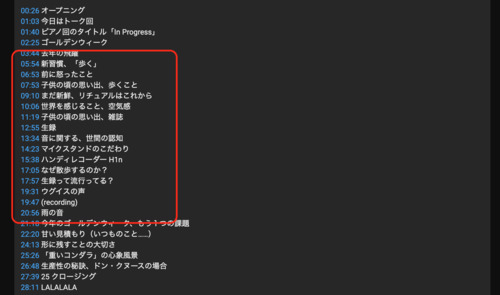 00:26 オープニング
01:03 今日はトーク回
01:40 ピアノ回のタイトル「In Progress」
02:25 ゴールデンウィーク
03:44 去年の飛躍
05:54 新習慣、「歩く」
06:53 前に怒ったこと
07:53 子供の頃の思い出、歩くこと
09:10 まだ新鮮、リチュアルはこれから
10:06 世界を感じること、空気感
11:19 子供の頃の思い出、雑誌
12:55 生録
13:34 音に関する、世間の認知
14:23 マイクスタンドのこだわり
15:38 ハンディレコーダー H1n
17:05 なぜ散歩するのか？
17:57 生録って流行ってる？
19:31 ウグイスの声
19:47 (recording)
20:56 雨の音
21:16 今年のゴールデンウィーク、もう１つの課題
22:20 甘い見積もり（いつものこと……）
24:13 形に残すことの大切さ
25:26 「重いコンダラ」の心象風景
26:48 生産性の秘訣、ドン・クヌースの場合
27:39 25 クロージング
28:11 LALALALA